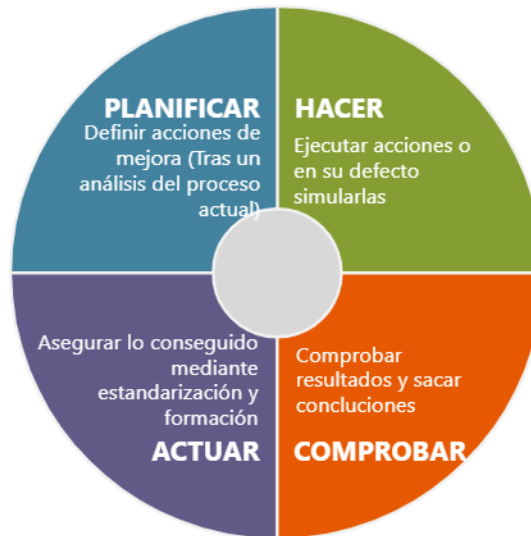 PLANIFICAR
Definir acciones de
mejora (Tras un
análisis del proceso
actual)
HACER
Ejecutar acciones o
en su defecto
simularlas
Asegurar lo conseguido
mediante
estandarización y
formación
ACTUAR
Comprobar
resultados y sacar
concluciones
COMPROBAR